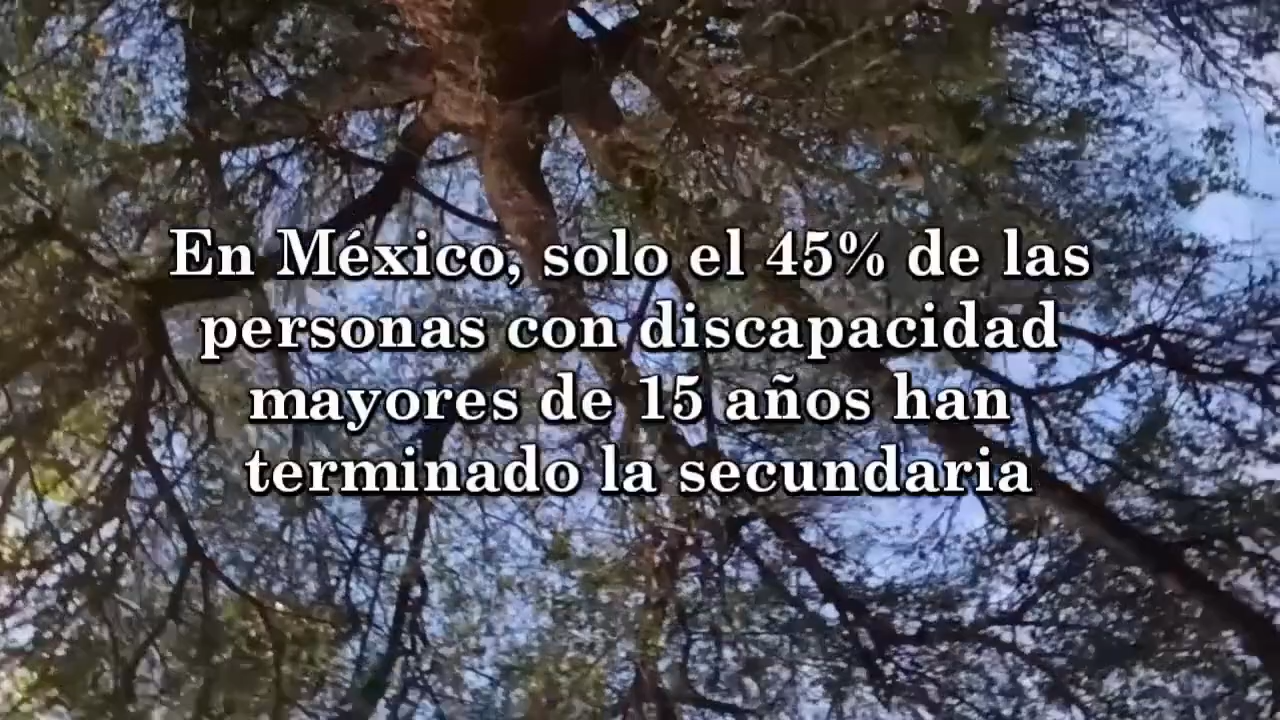 En México, solo el 45% de las
personas con discapacidad
mayores de 15 años han
terminado la secundaria